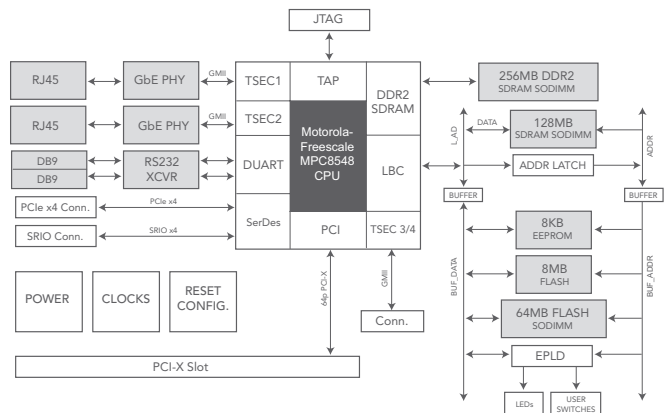 JTAG
RJ45
GbE PHY
GMII
TSEC1
TAP
DDR2
SDRAM
256MB DDR2
SDRAM SODIMM
RJ45
GbE PHY
GMII
TSEC2
Motorola-
Freescale
MPC8548
CPU
L_AD
DATA
128MB
SDRAM SODIMM
ADDR
DB9
DB9
RS232
XCVR
DUART
LBC
ADDR LATCH
BUFFER
BUFFER
PCIe x4 Conn.
PCIe x4
SRIO Conn.
SRIO x4
SerDes
PCI
TSEC 3/4
8KB
EEPROM
BUF_DATA
BUF_ADDR
8MB
FLASH
64MB FLASH
SODIMM
POWER
CLOCKS
RESET
CONFIG.
64p PCI-X
GMII
Conn.
PCI-X Slot
EPLD
LEDs
USER
SWITCHES